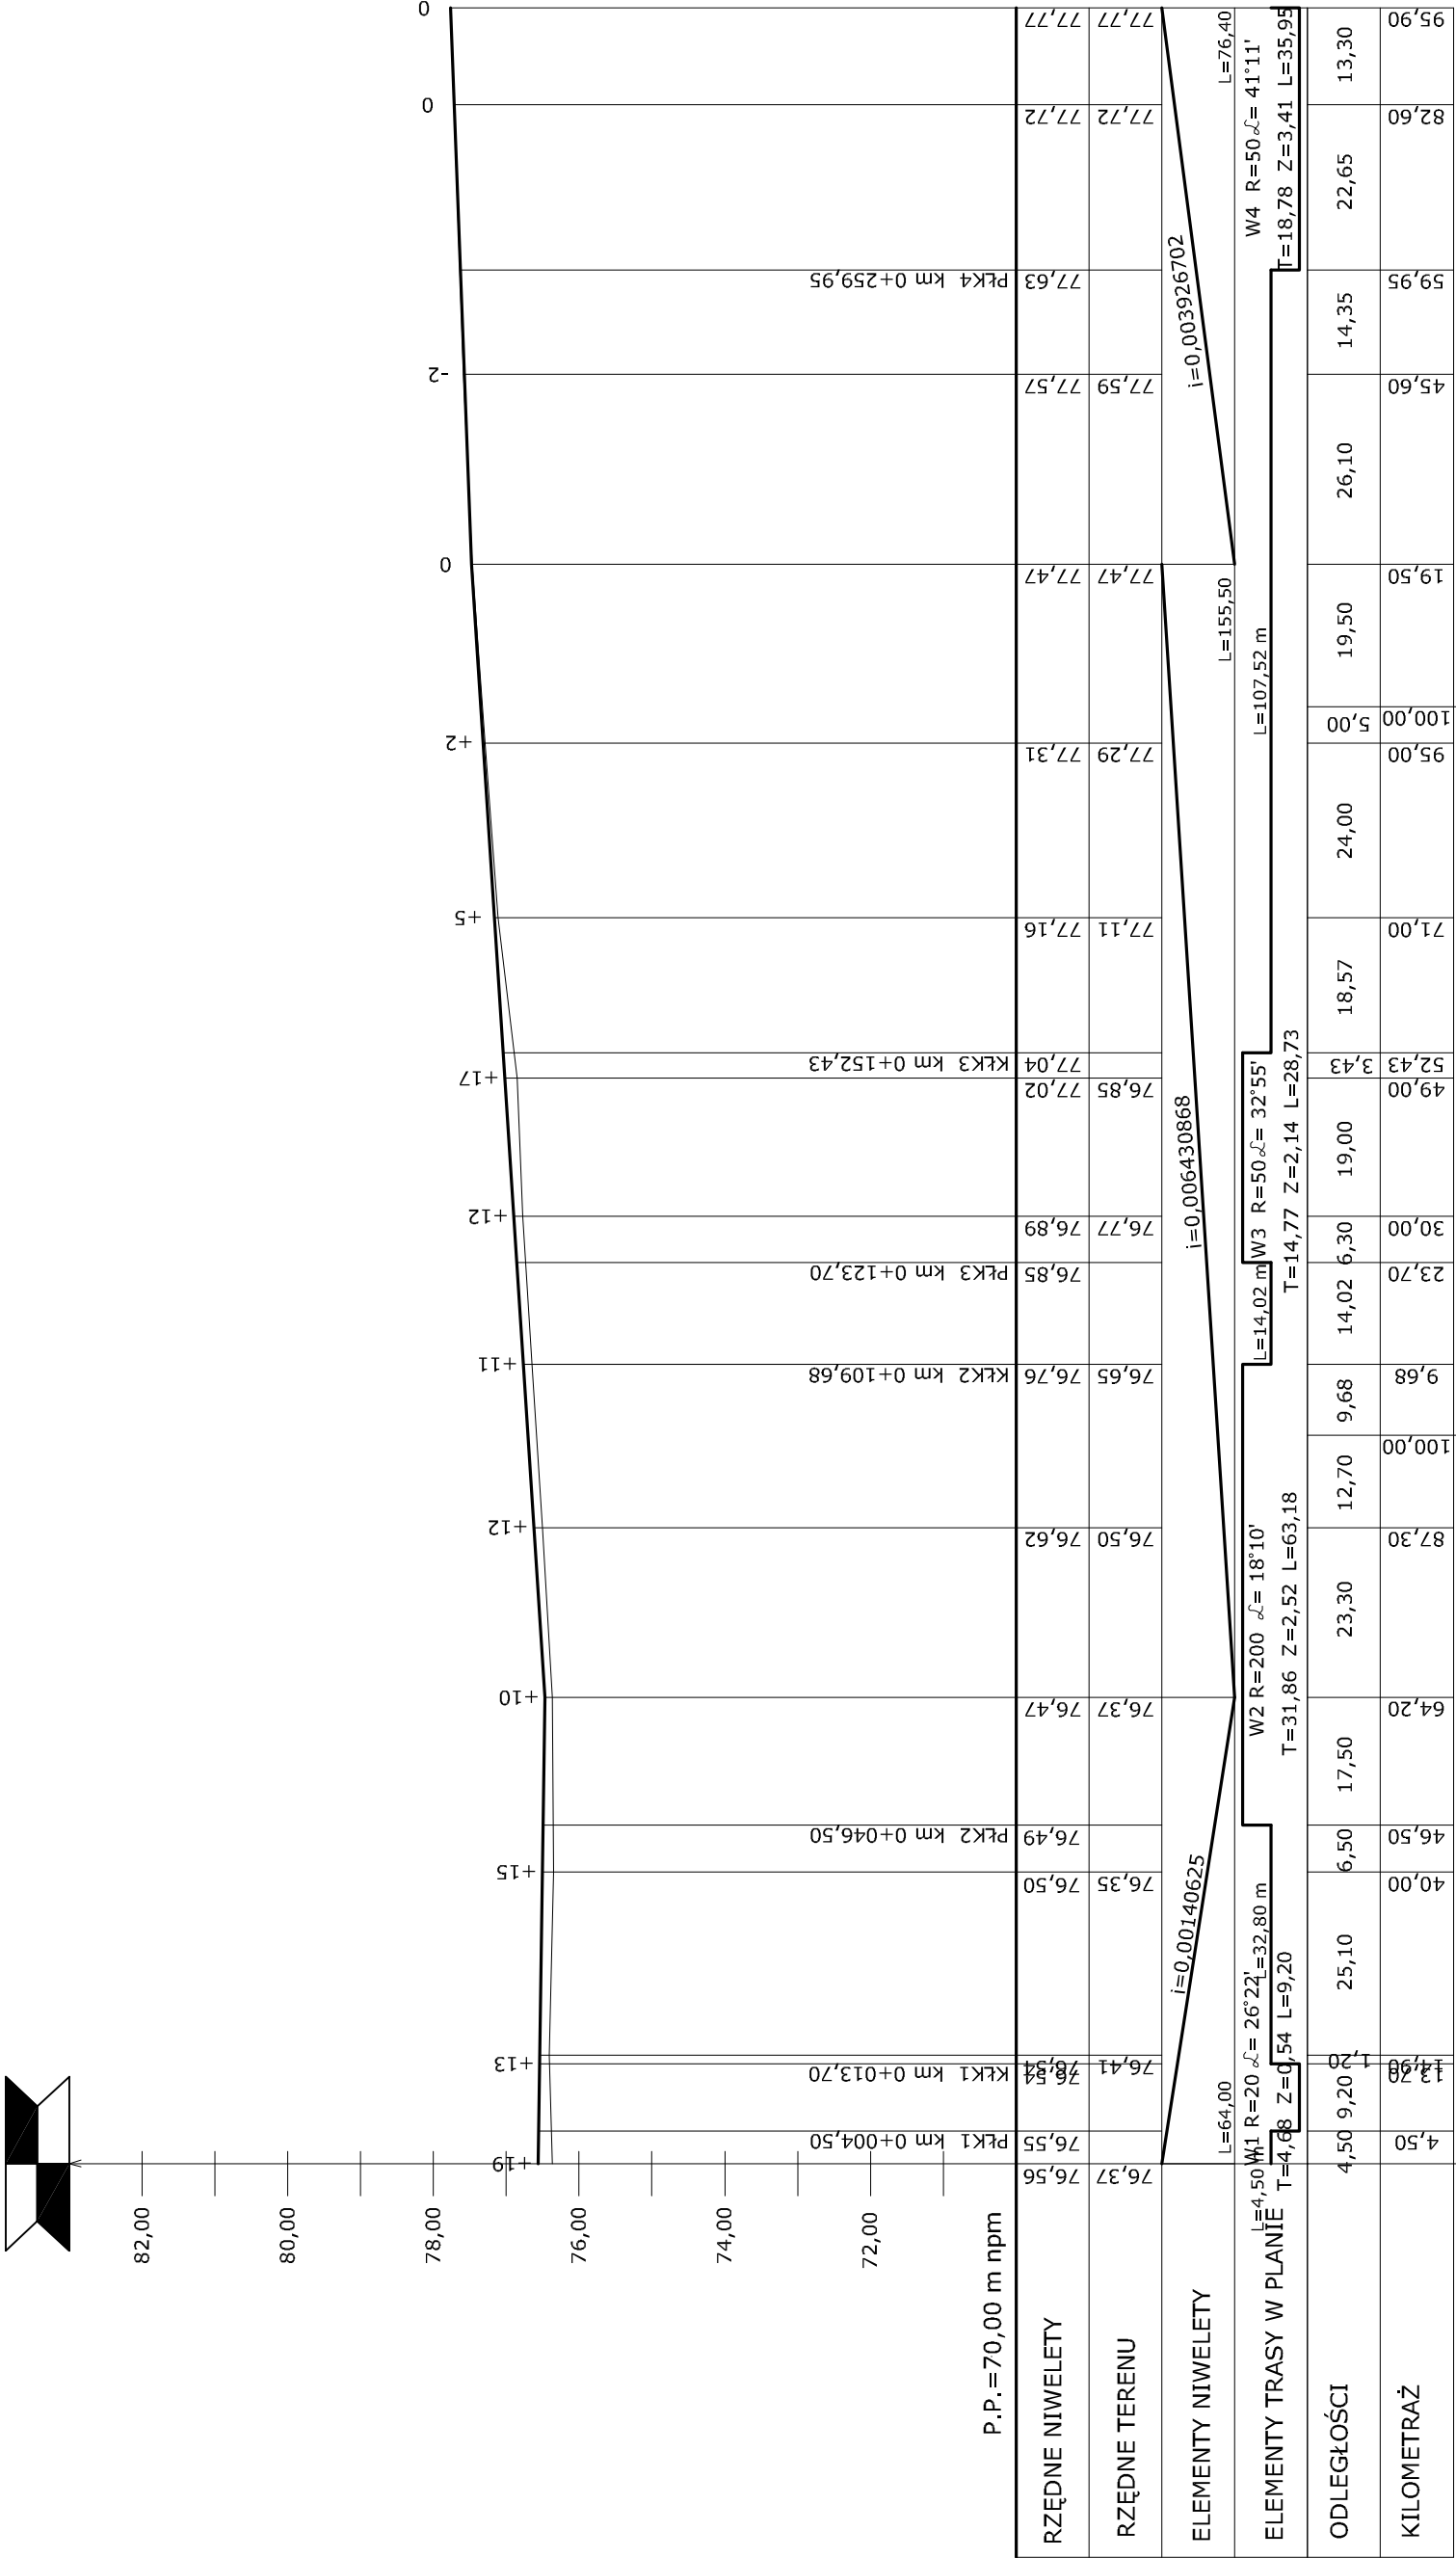 82,00
80,00
78,00
76,00
74,00
72,00
P.P.=70,00 m npm
+19 +13 +15 +10 +12 +11 +12 +17 +5 +2 0 -2 0 0
PŁK1 km 0+004,50
KŁK1 km 0+013,70
PŁK2 km 0+046,50
KŁK2 km 0+109,68
PŁK3 km 0+123,70
KŁK3 km 0+152,43
PŁK4 km 0+259,95
RZĘDNE NIWELETY 76,56 76,55 76,54 76,50 76,49 76,47 76,62 76,76 76,85 76,89 77,02 77,04 77,16 77,31 77,47 77,57 77,63 77,72 77,77
RZĘDNE TERENU 76,37 76,41 76,35 76,37 76,50 76,65 76,77 76,85 77,11 77,29 77,47 77,59 77,72 77,77
ELEMENTY NIWELETY i=0,00140625 L=64,00 i=0,006430868 L=155,50 i=0,003926702 L=76,40
ELEMENTY TRASY W PLANIE
L=4,50 m W1 R=20 ℒ= 26°22' L=32,80 m W2 R=200 ℒ= 18°10' L=14,02 m W3 R=50 ℒ= 32°55' L=107,52 m W4 R=50 ℒ= 41°11'
T=4,68 Z=0,54 L=9,20 T=31,86 Z=2,52 L=63,18 T=14,77 Z=2,14 L=28,73 T=18,78 Z=3,41 L=35,95
ODLEGŁOŚCI 4,50 9,20 1,20 25,10 6,50 17,50 23,30 12,70 9,68 14,02 6,30 19,00 3,43 18,57 24,00 5,00 19,50 26,10 14,35 22,65 13,30
KILOMETRAŻ 4,50 13,70 14,90 40,00 46,50 64,20 87,30 100,00 9,68 23,70 30,00 49,00 52,43 71,00 95,00 100,00 19,50 45,60 59,95 82,60 95,90